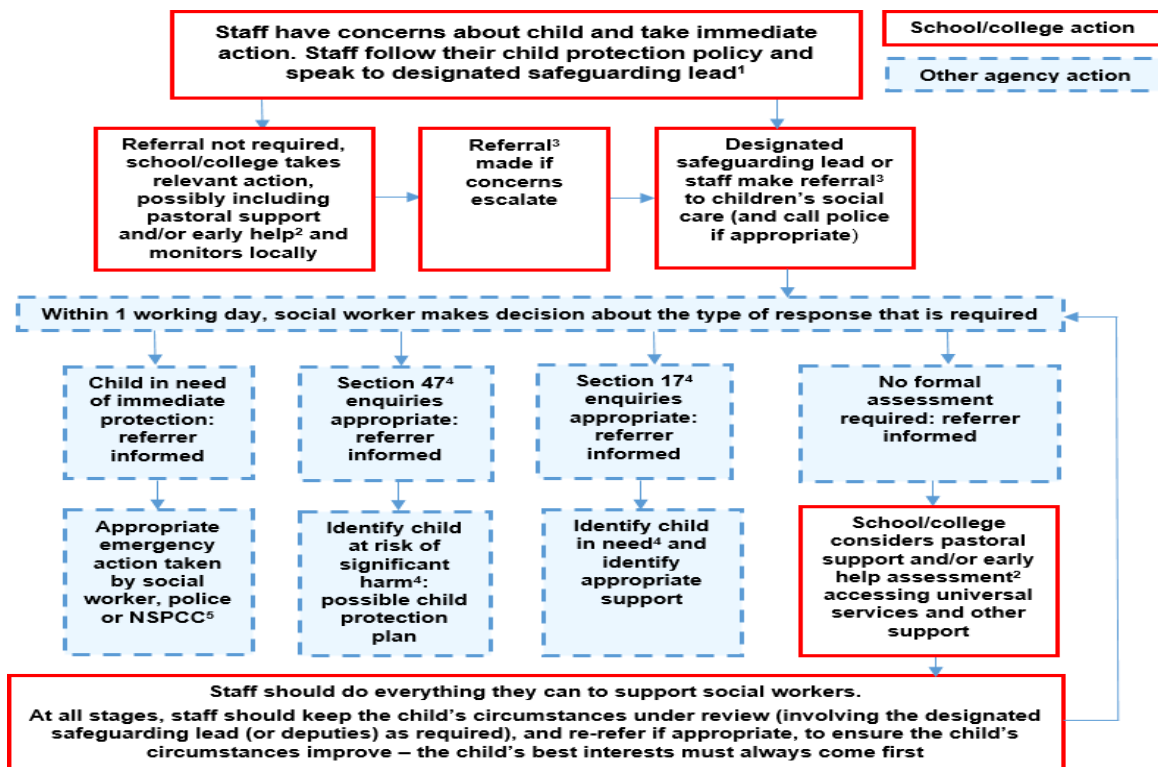 Staff have concerns about child and take immediate
action. Staff follow their child protection policy and
speak to designated safeguarding lead¹
School/college action
Other agency action
Referral not required,
school/college takes
relevant action,
possibly including
pastoral support
and/or early help² and
monitors locally
Referral³
made if
concerns
escalate
Designated
safeguarding lead or
staff make referral³
to children’s social
care (and call police
if appropriate)
Within 1 working day, social worker makes decision about the type of response that is required
Child in need
of immediate
protection:
referrer
informed
Section 47⁴
enquiries
appropriate:
referrer
informed
Section 17⁴
enquiries
appropriate:
referrer
informed
No formal
assessment
required: referrer
informed
Appropriate
emergency
action taken
by social
worker, police
or NSPCC⁵
Identify child
at risk of
significant
harm⁴:
possible child
protection
plan
Identify child
in need⁴ and
identify
appropriate
support
School/college
considers pastoral
support and/or early
help assessment²
accessing universal
services and other
support
Staff should do everything they can to support social workers.
At all stages, staff should keep the child’s circumstances under review (involving the designated
safeguarding lead (or deputies) as required), and re-refer if appropriate, to ensure the child’s
circumstances improve – the child’s best interests must always come first